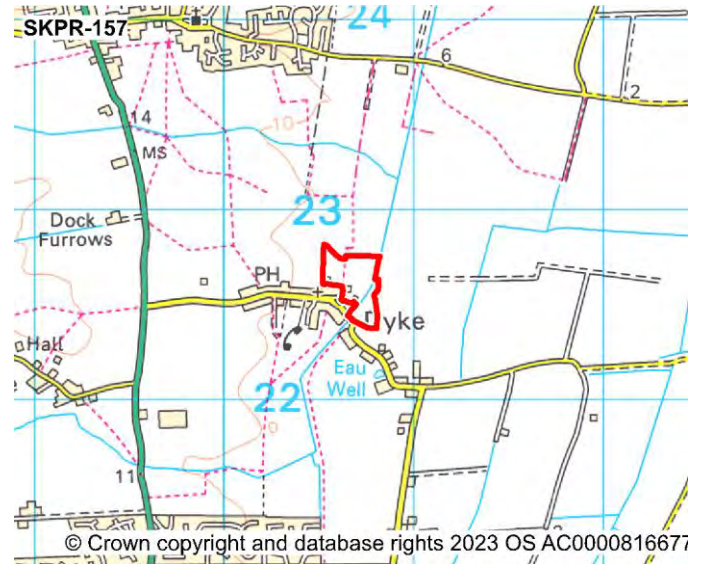 SKPR-157
24
6
2
14
10
MS
23
Dock
Furrows
PH
yke
Hall
Eau
Well
22
0
11
© Crown copyright and database rights 2023 OS AC0000816677